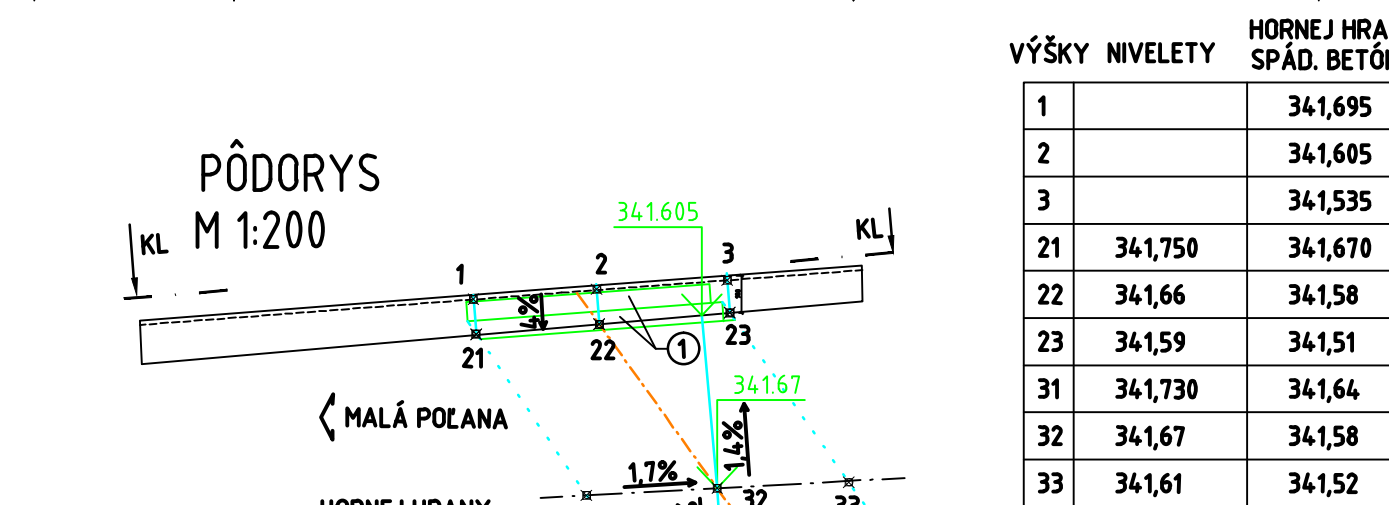 PÔDORYS
M 1:200
KL
KL
341.605
1
2
3
4%
21
22
23
1
341.67
MALÁ POĽANA
1,4%
1,7%
32
33
VÝŠKY NIVELETY
HORNEJ HRA
SPÁD. BETÓ
1 341,695
2 341,605
3 341,535
21 341,750 341,670
22 341,66 341,58
23 341,59 341,51
31 341,730 341,64
32 341,67 341,58
33 341,61 341,52